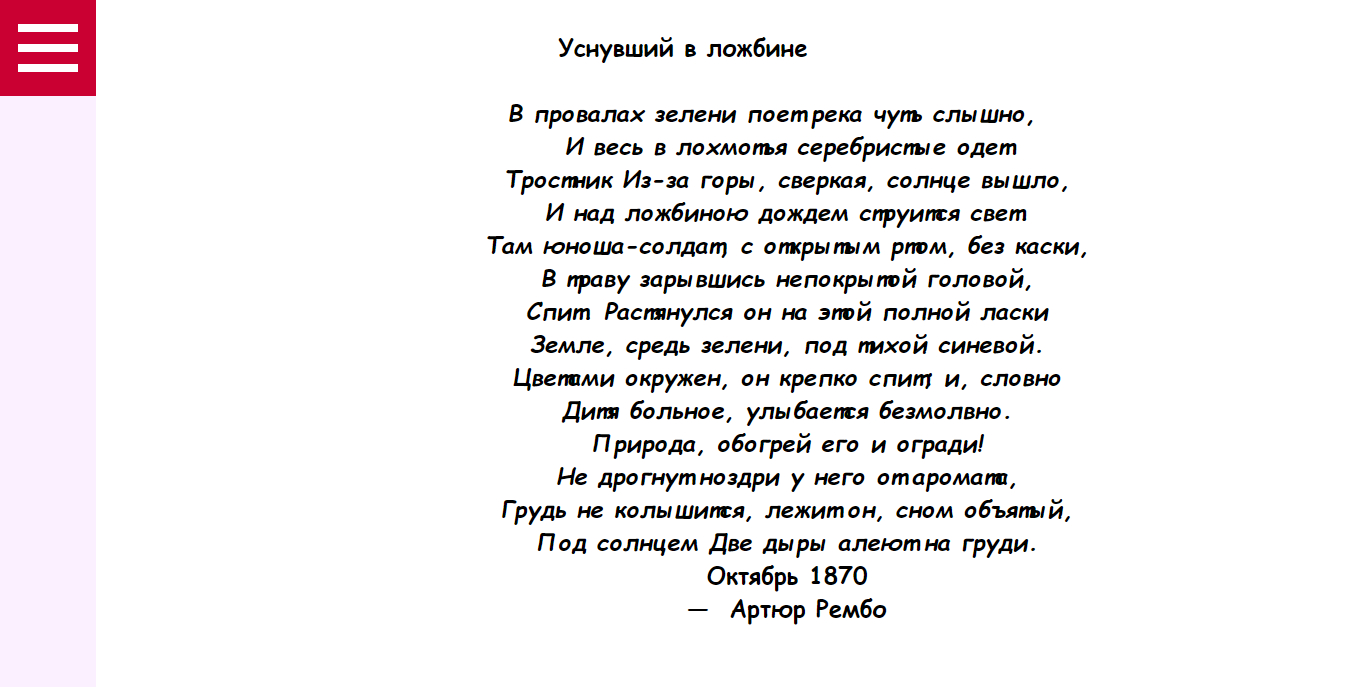 Уснувший в ложбине
В провалах зелени поет река чуть слышно,
И весь в лохмотья серебристые одет
Тростник Из-за горы, сверкая, солнце вышло,
И над ложбиною дождем струится свет.
Там юноша-солдат, с открытым ртом, без каски,
В траву зарывшись непокрытой головой,
Спит. Растянулся он на этой полной ласки
Земле, средь зелени, под тихой синевой.
Цветами окружен, он крепко спит; и, словно
Дитя больное, улыбается безмолвно.
Природа, обогрей его и огради!
Не дрогнут ноздри у него от аромата,
Грудь не колышится, лежит он, сном объятый,
Под солнцем Две дыры алеют на груди.
Октябрь 1870
— Артюр Рембо